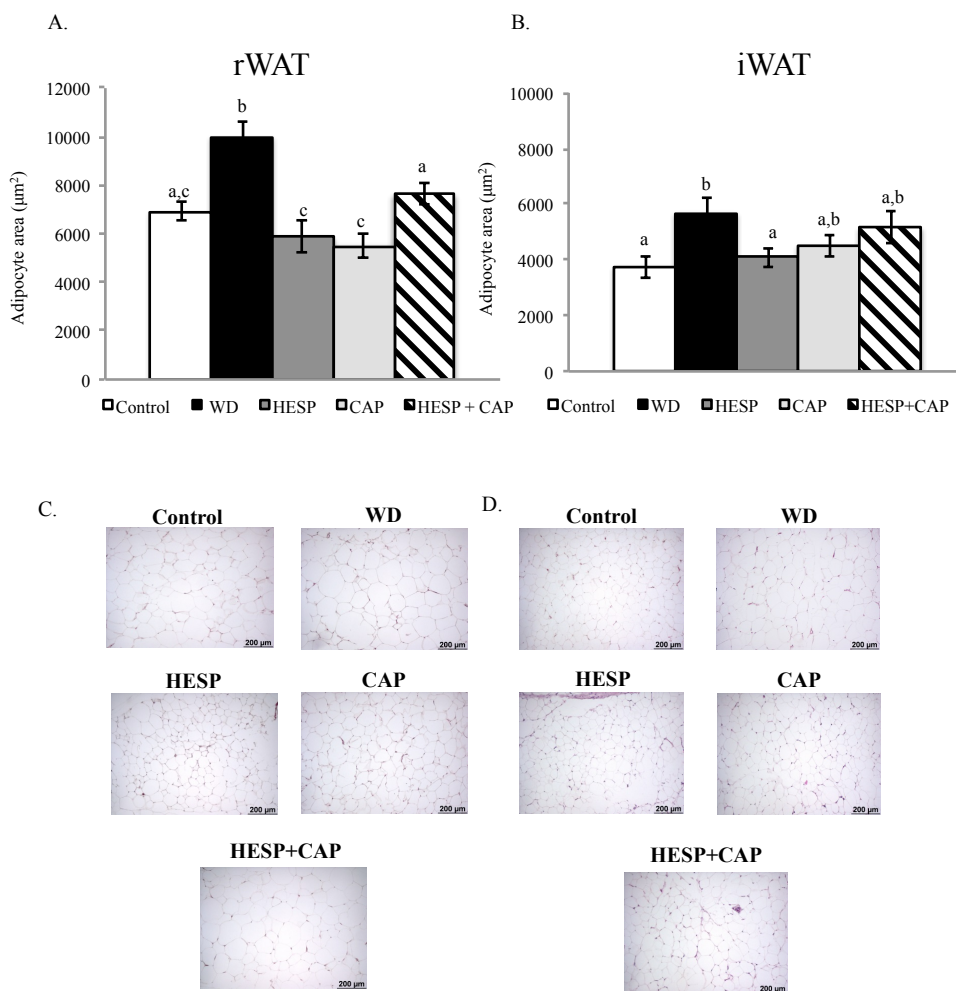 A.
rWAT
12000
10000
8000
6000
4000
2000
0
Adipocyte area (µm²)
a,c
b
c
c
a
Control WD HESP CAP HESP + CAP
B.
iWAT
10000
8000
6000
4000
2000
0
Adipocyte area (µm²)
a
b
a
a,b
a,b
Control WD HESP CAP HESP+CAP
C.
Control WD
200 µm 200 µm
HESP CAP
200 µm 200 µm
HESP+CAP
200 µm
D.
Control WD
200 µm 200 µm
HESP CAP
200 µm 200 µm
HESP+CAP
200 µm